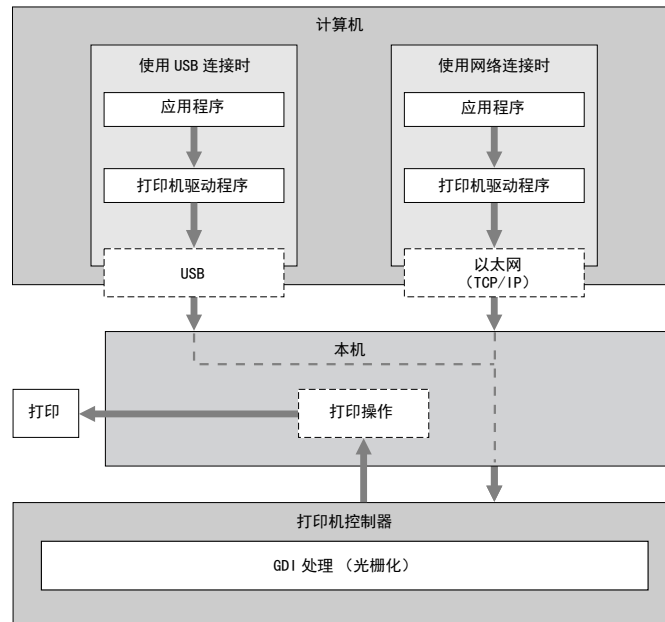 计算机
使用 USB 连接时
应用程序
打印机驱动程序
USB
使用网络连接时
应用程序
打印机驱动程序
以太网
（TCP/IP）
本机
打印
打印操作
打印机控制器
GDI 处理 （光栅化）